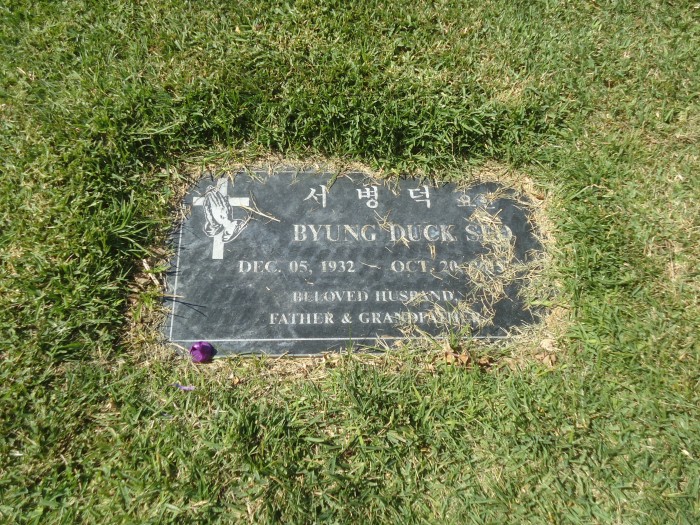 서 병 덕
BYUNG DUCK SEO
DEC. 05, 1932 — OCT. 20,
BELOVED HUSBAND,
FATHER & GRANDFATHER